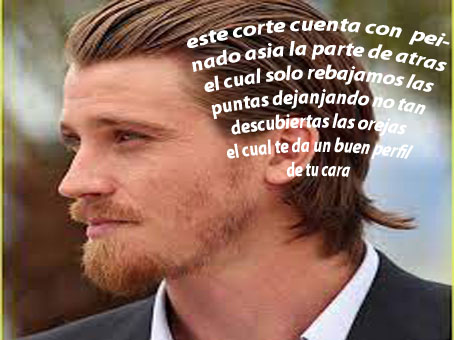 este corte cuenta con pei-
nado asia la parte de atras
el cual solo rebajamos las
puntas dejanjando no tan
descubiertas las orejas
el cual te da un buen perfil
de tu cara